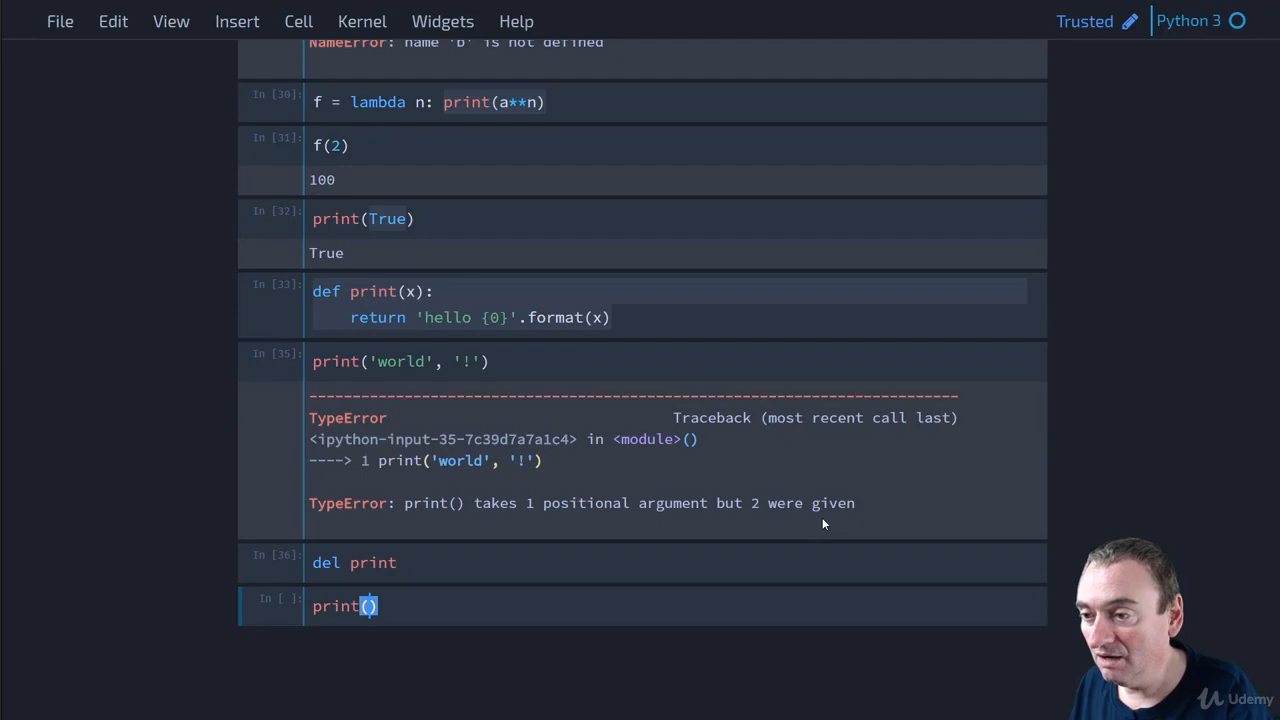 File Edit View Insert Cell Kernel Widgets Help Trusted Python 3
NameError: name 'b' is not defined
In [30]: f = lambda n: print(a**n)
In [31]: f(2)
100
In [32]: print(True)
True
In [33]: def print(x):
return 'hello {0}'.format(x)
In [35]: print('world', '!')
---------------------------------------------------------------------------
TypeError Traceback (most recent call last)
<ipython-input-35-7c39d7a7a1c4> in <module>()
----> 1 print('world', '!')
TypeError: print() takes 1 positional argument but 2 were given
In [36]: del print
In [ ]: print()
Udemy